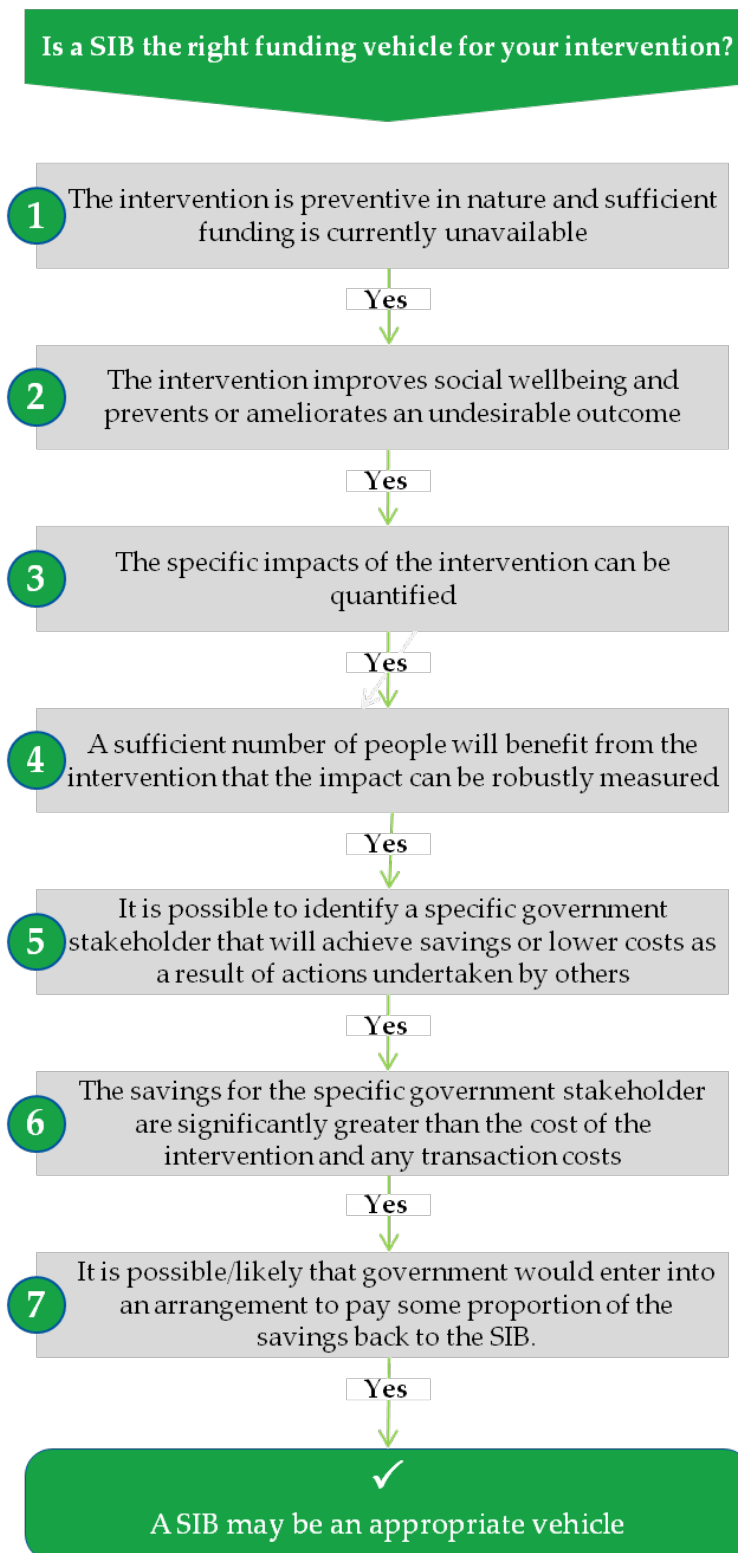 Is a SIB the right funding vehicle for your intervention?
1
The intervention is preventive in nature and sufficient
funding is currently unavailable
Yes
2
The intervention improves social wellbeing and
prevents or ameliorates an undesirable outcome
Yes
3
The specific impacts of the intervention can be
quantified
Yes
4
A sufficient number of people will benefit from the
intervention that the impact can be robustly measured
Yes
5
It is possible to identify a specific government
stakeholder that will achieve savings or lower costs as
a result of actions undertaken by others
Yes
6
The savings for the specific government stakeholder
are significantly greater than the cost of the
intervention and any transaction costs
Yes
7
It is possible/likely that government would enter into
an arrangement to pay some proportion of the
savings back to the SIB.
Yes
✓
A SIB may be an appropriate vehicle